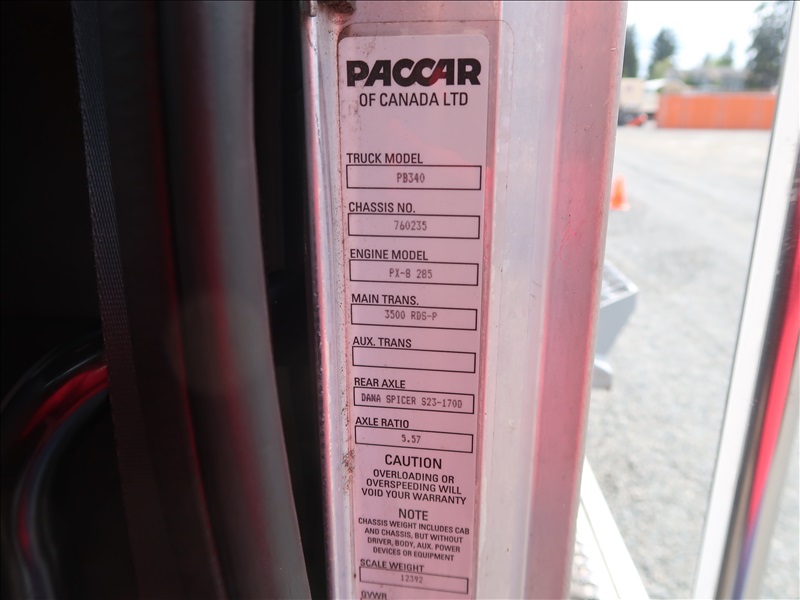 PACCAR
OF CANADA LTD
TRUCK MODEL
PB340
CHASSIS NO.
760235
ENGINE MODEL
PX-8 285
MAIN TRANS.
3500 RDS-P
AUX. TRANS
REAR AXLE
DANA SPICER S23-170D
AXLE RATIO
5.57
CAUTION
OVERLOADING OR
OVERSPEEDING WILL
VOID YOUR WARRANTY
NOTE
CHASSIS WEIGHT INCLUDES CAB
AND CHASSIS, BUT WITHOUT
DRIVER, BODY, AUX. POWER
DEVICES OR EQUIPMENT
SCALE WEIGHT
12392
GVWR